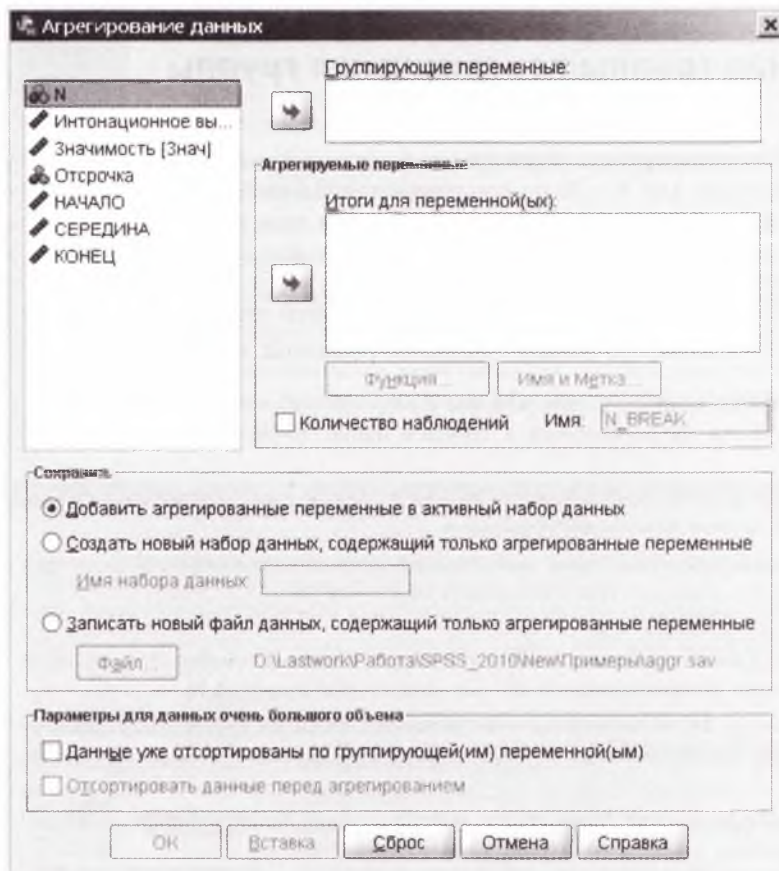 Агрегирование данных
N
Интонационное вы...
Значимость [Знач]
Отсрочка
НАЧАЛО
СЕРЕДИНА
КОНЕЦ
Группирующие переменные:
Агрегируемые переменные
Итоги для переменной(ых):
Функция...
Имя и Метка...
Количество наблюдений
Имя:
N_BREAK
Сохранить
Добавить агрегированные переменные в активный набор данных
Создать новый набор данных, содержащий только агрегированные переменные
Имя набора данных:
Записать новый файл данных, содержащий только агрегированные переменные
Файл...
D:\Lastwork\Работа\SPSS_2010\New\Примеры\aggr.sav
Параметры для данных очень большого объема
Данные уже отсортированы по группирующей(им) переменной(ым)
Отсортировать данные перед агрегированием
ОК
Вставка
Сброс
Отмена
Справка